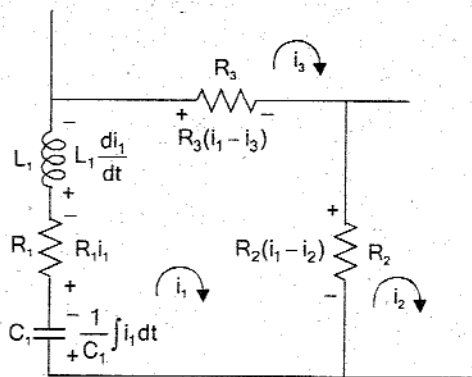 i₃
R₃
+ −
R₃(i₁ − i₃)
−
L₁ L₁ di₁/dt
+
−
R₁ R₁i₁
+
+
R₂(i₁ − i₂) R₂
−
i₁
i₂
−
C₁ 1/C₁ ∫i₁dt
+